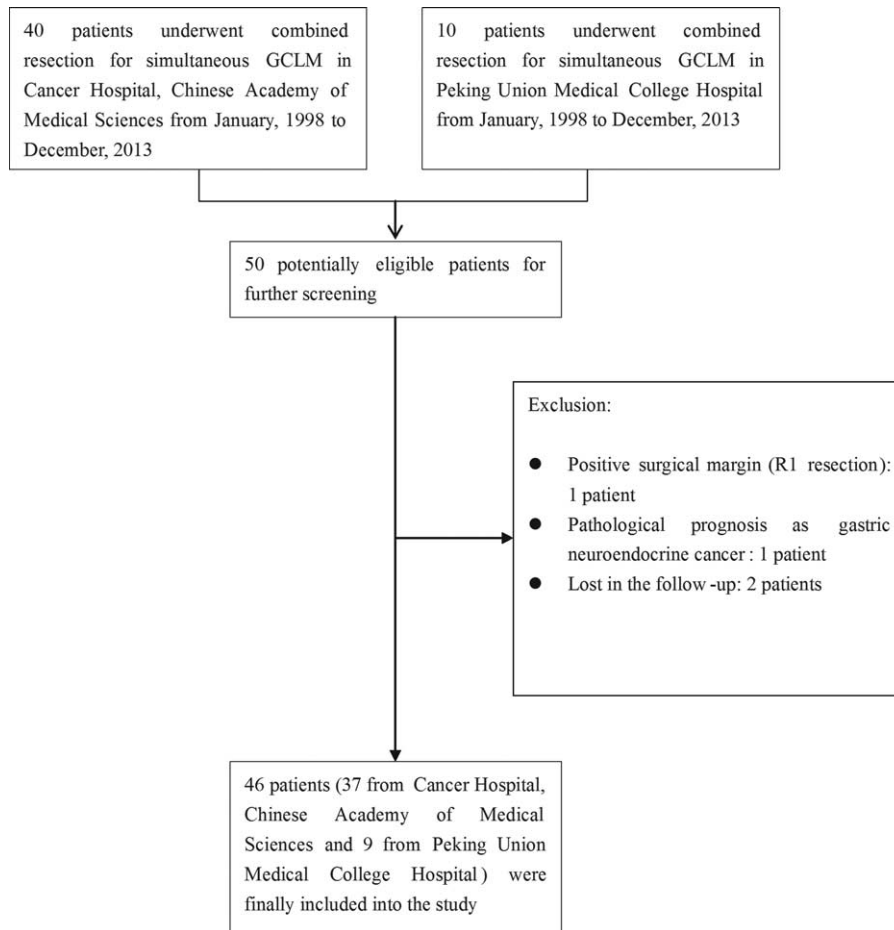 40 patients underwent combined
resection for simultaneous GCLM in
Cancer Hospital, Chinese Academy of
Medical Sciences from January, 1998 to
December, 2013
10 patients underwent combined
resection for simultaneous GCLM in
Peking Union Medical College Hospital
from January, 1998 to December, 2013
50 potentially eligible patients for
further screening
Exclusion:
● Positive surgical margin (R1 resection):
1 patient
● Pathological prognosis as gastric
neuroendocrine cancer : 1 patient
● Lost in the follow -up: 2 patients
46 patients (37 from Cancer Hospital,
Chinese Academy of Medical
Sciences and 9 from Peking Union
Medical College Hospital ) were
finally included into the study